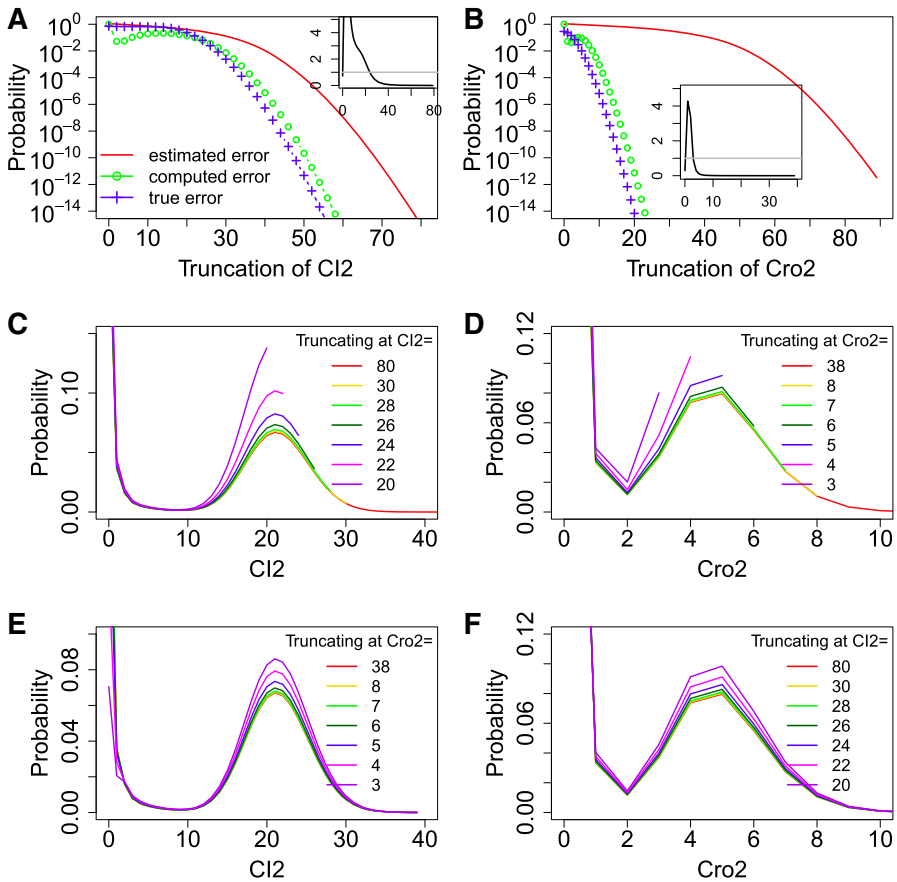 A
Probability
10^0
10^−2
10^−4
10^−6
10^−8
10^−10
10^−12
10^−14
estimated error
computed error
true error
0 10 30 50 70
Truncation of CI2
0 2 4
0 20 40 60 80
B
Probability
10^0
10^−2
10^−4
10^−6
10^−8
10^−10
10^−12
10^−14
0 20 40 60 80
Truncation of Cro2
0 2 4
0 10 30
C
Probability
0.00 0.10
Truncating at CI2=
80
30
28
26
24
22
20
0 10 20 30 40
CI2
D
Probability
0.00 0.06 0.12
Truncating at Cro2=
38
8
7
6
5
4
3
0 2 4 6 8 10
Cro2
E
Probability
0.00 0.04 0.08
Truncating at Cro2=
38
8
7
6
5
4
3
0 10 20 30 40
CI2
F
Probability
0.00 0.06 0.12
Truncating at CI2=
80
30
28
26
24
22
20
0 2 4 6 8 10
Cro2